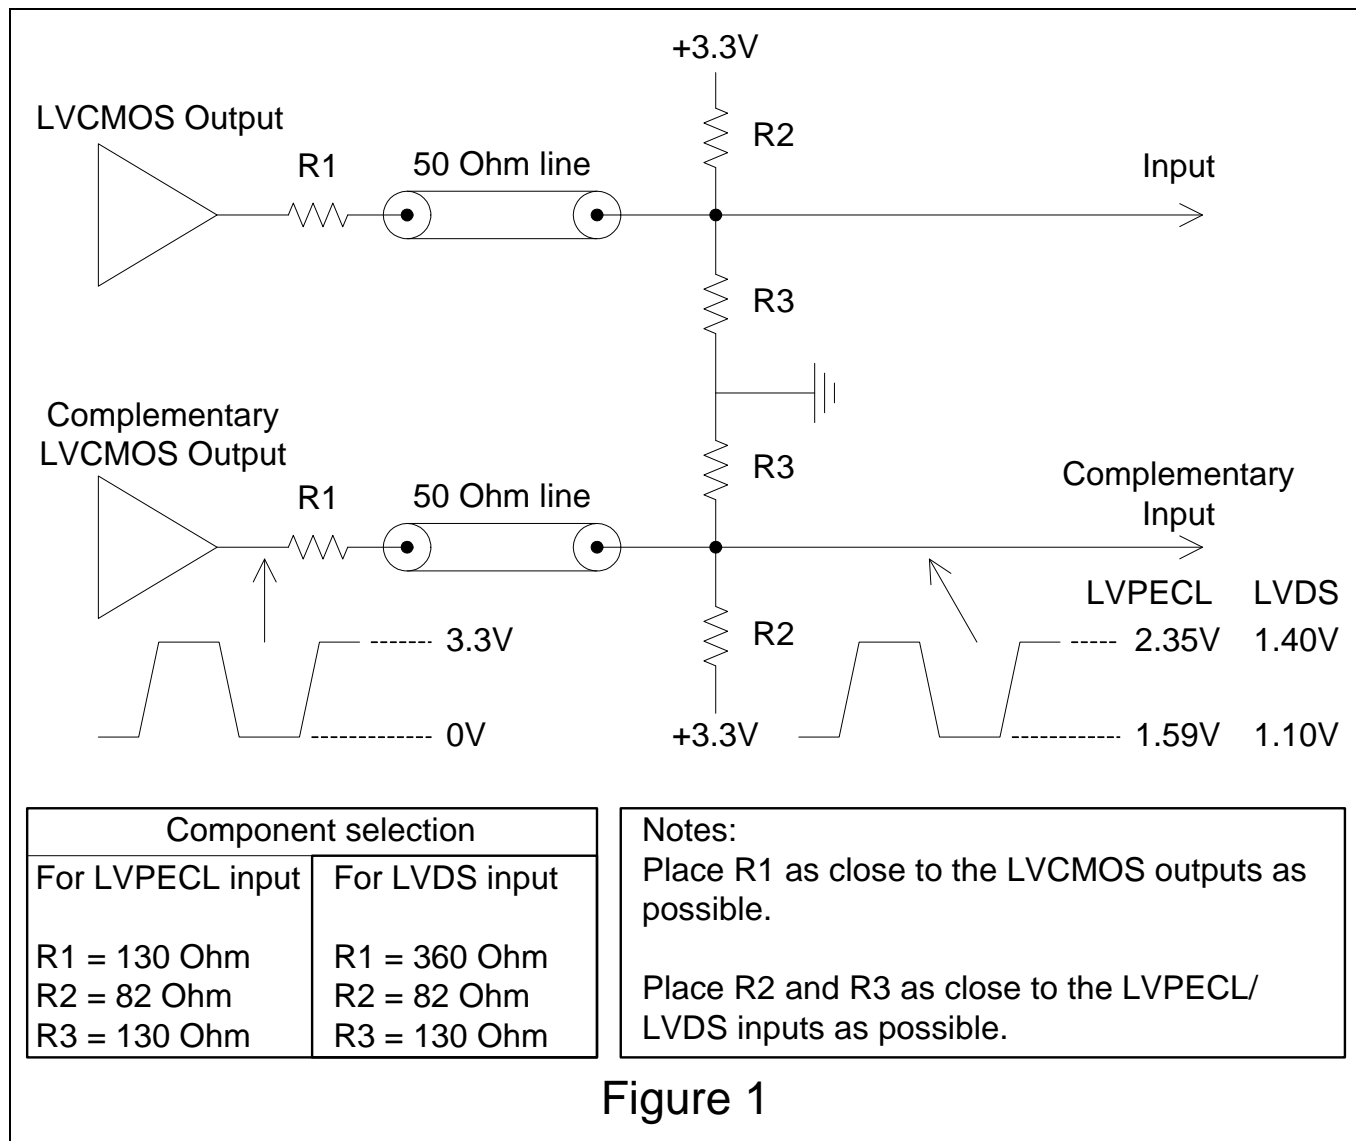 +3.3V
LVCMOS Output
R2
R1
50 Ohm line
Input
R3
Complementary
LVCMOS Output
R3
Complementary
Input
R1
50 Ohm line
LVPECL LVDS
R2
3.3V
2.35V 1.40V
0V
+3.3V
1.59V 1.10V
Component selection
For LVPECL input
R1 = 130 Ohm
R2 = 82 Ohm
R3 = 130 Ohm
For LVDS input
R1 = 360 Ohm
R2 = 82 Ohm
R3 = 130 Ohm
Notes:
Place R1 as close to the LVCMOS outputs as
possible.
Place R2 and R3 as close to the LVPECL/
LVDS inputs as possible.
Figure 1